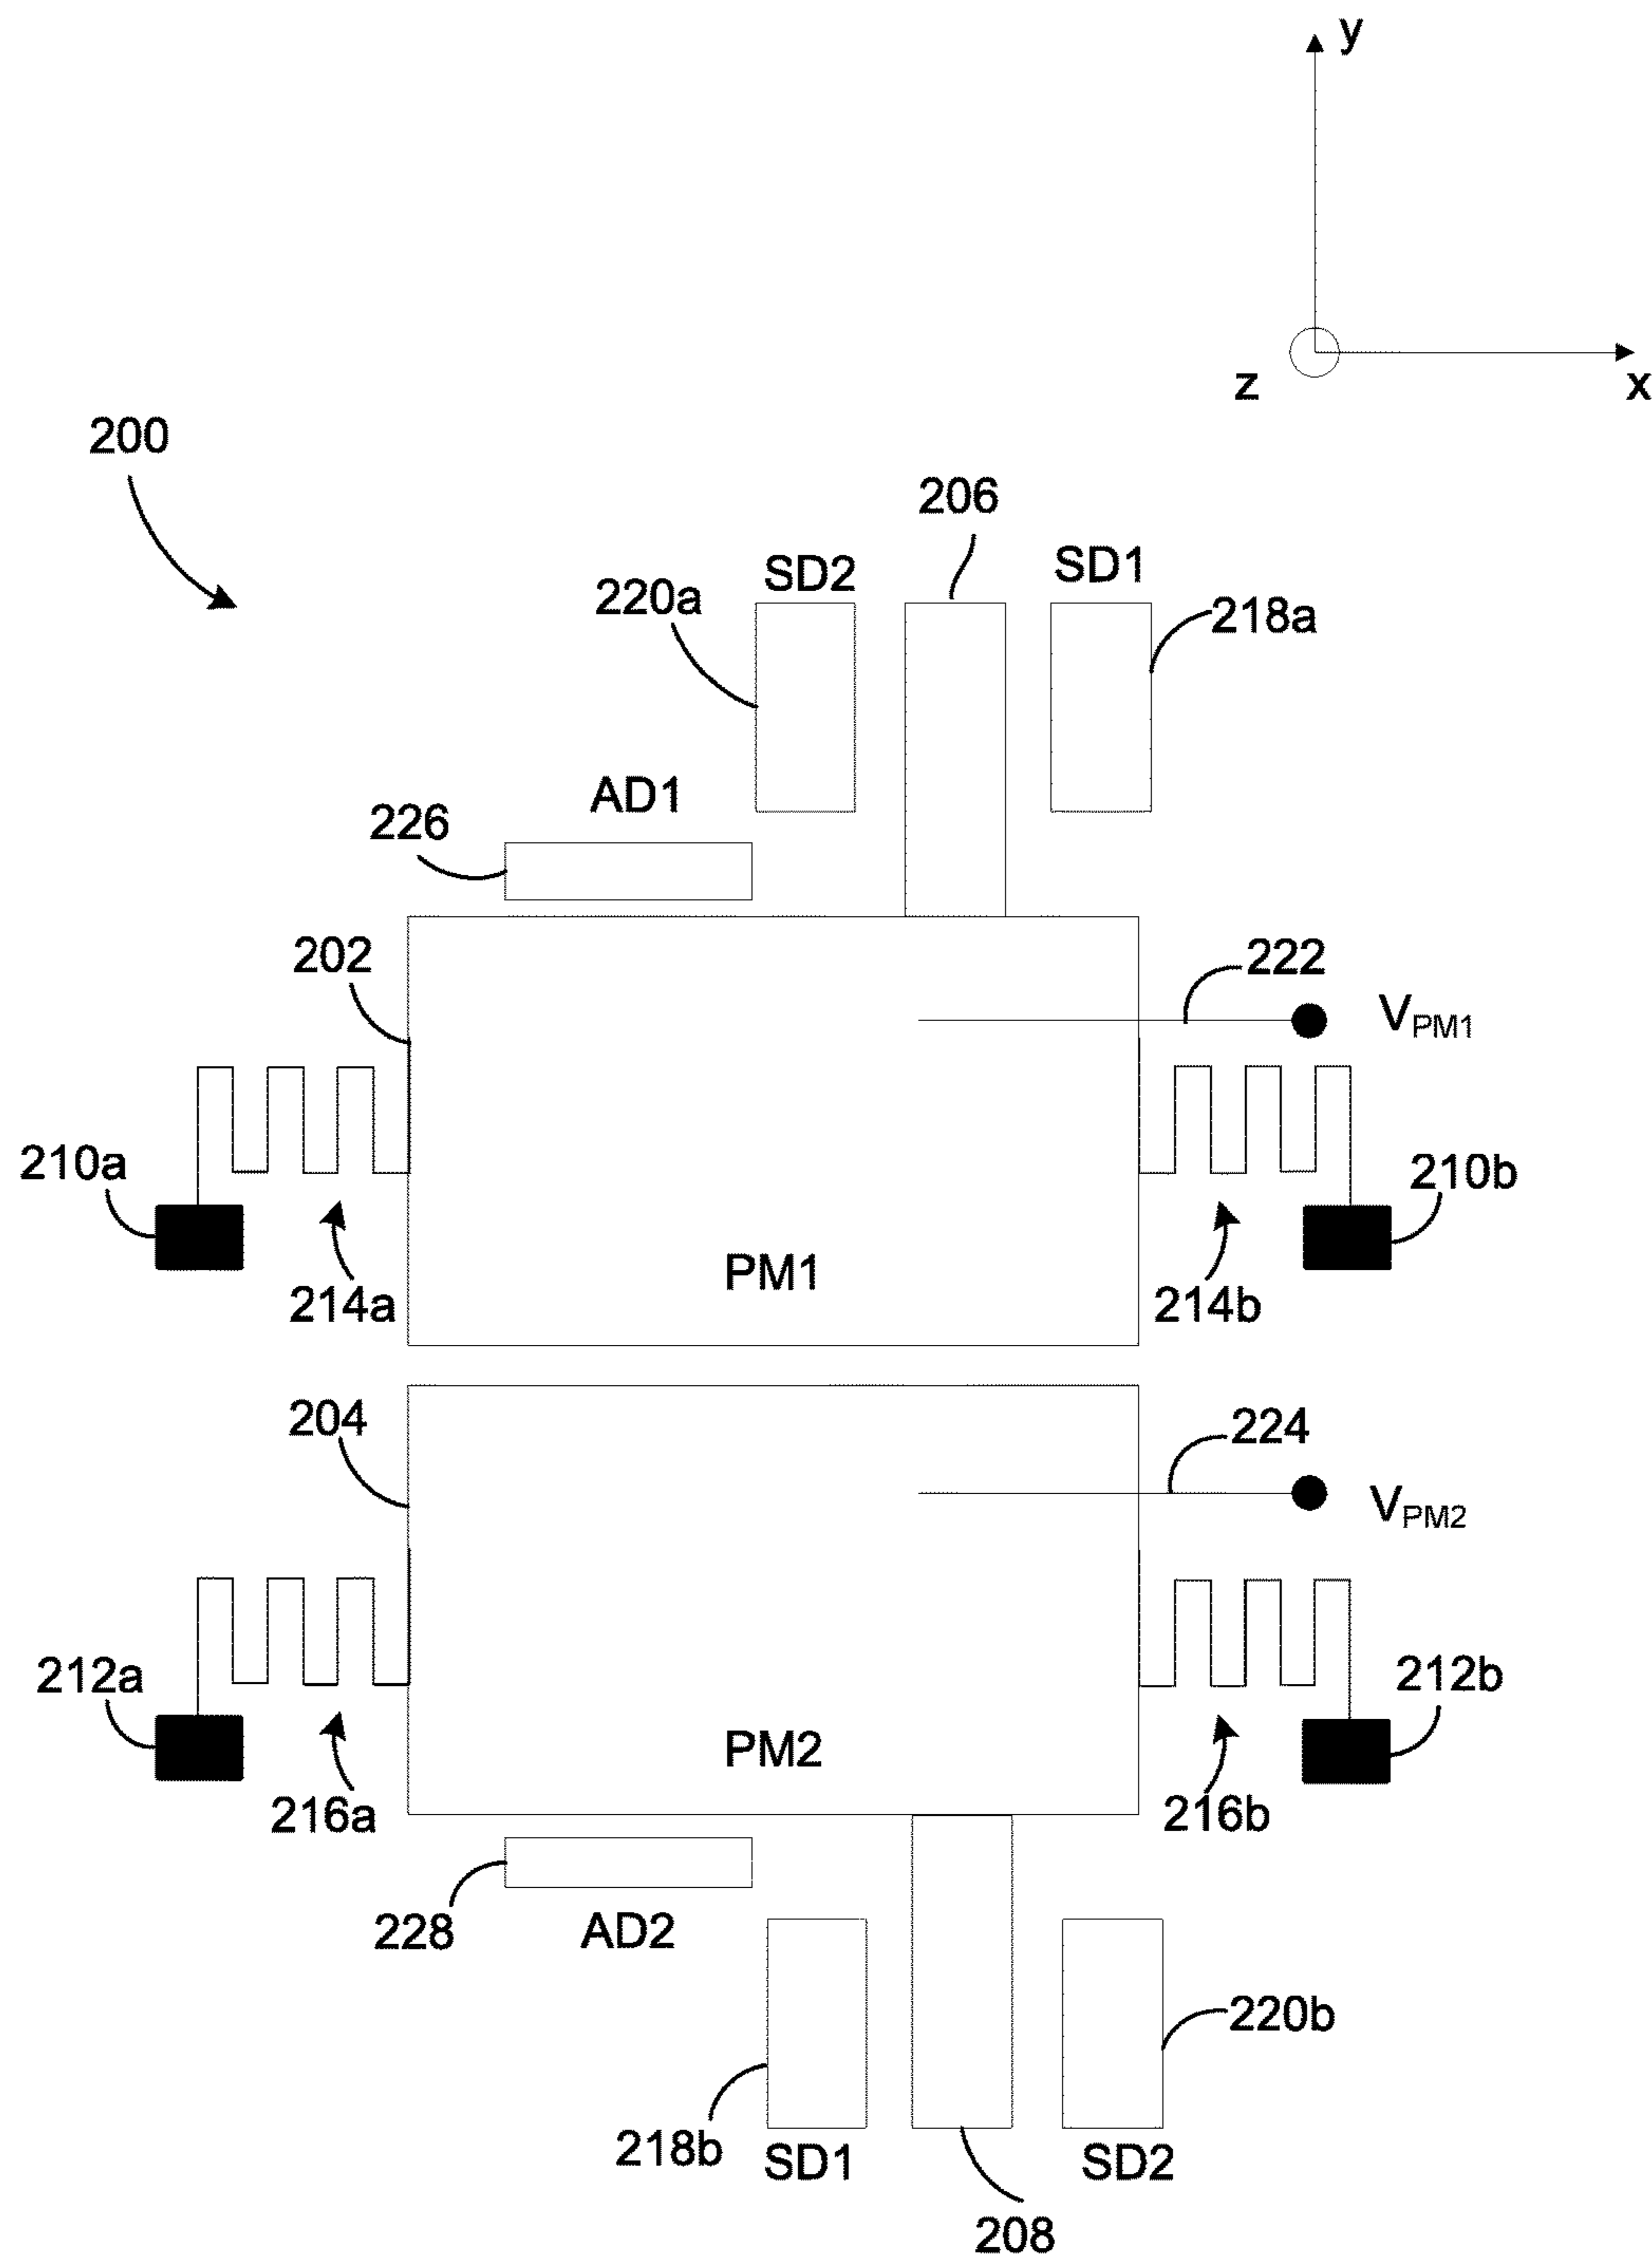 y
z
x
200
206
SD2
SD1
220a
218a
AD1
226
202
222
VPM1
210a
210b
PM1
214a
214b
204
224
VPM2
212a
212b
PM2
216a
216b
228
AD2
220b
218b
SD1
SD2
208